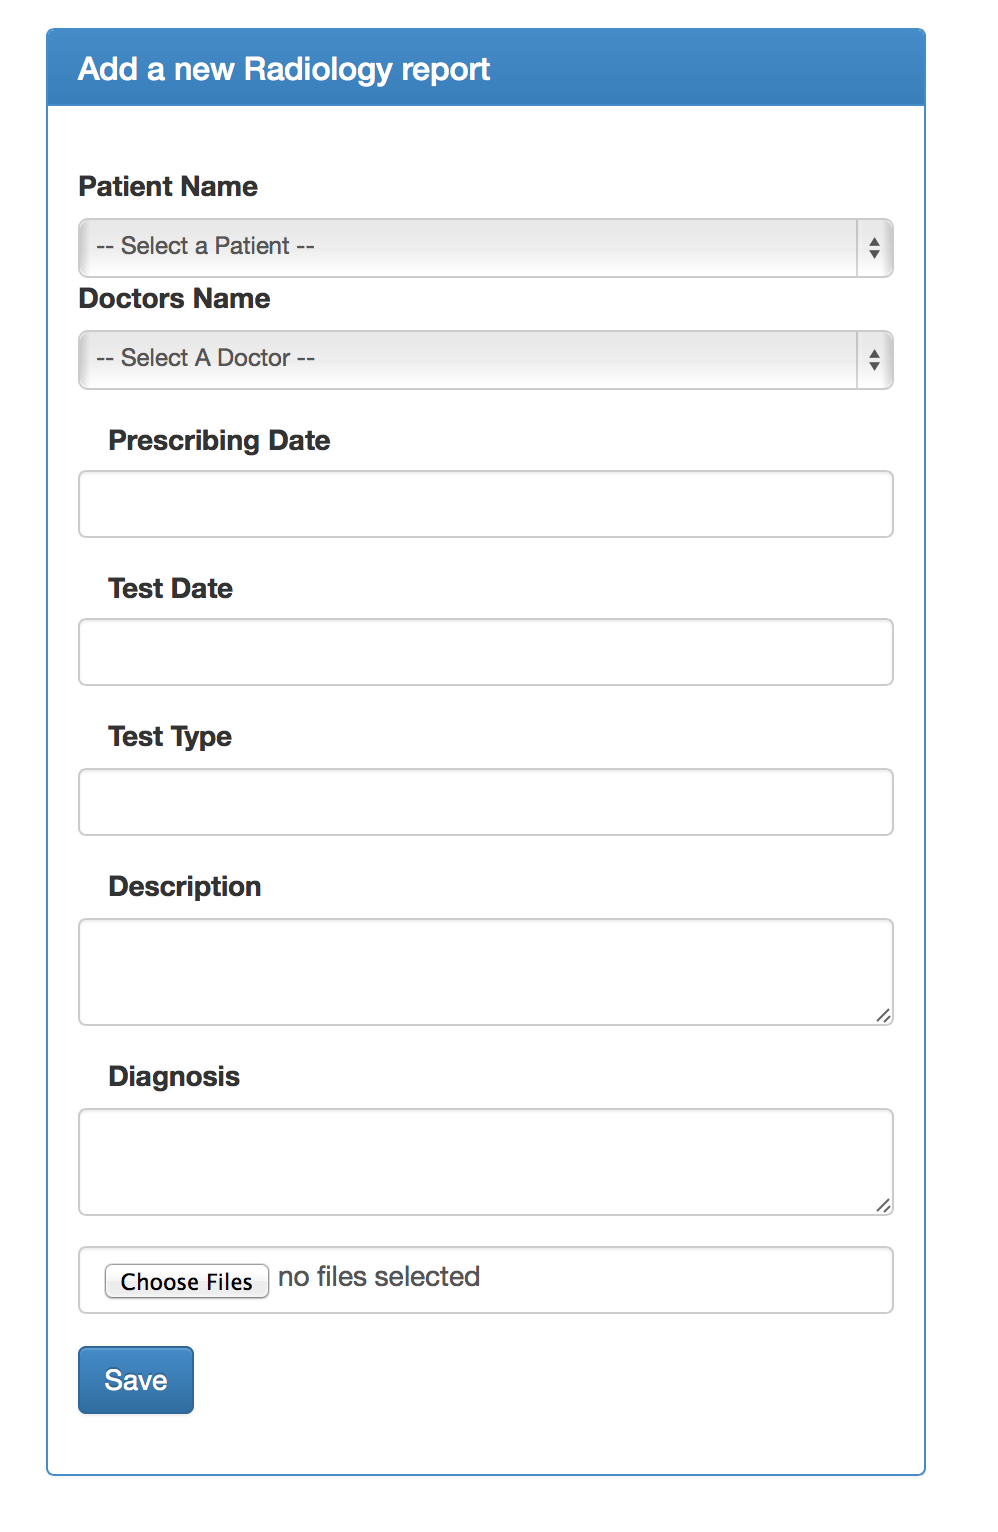 Add a new Radiology report
Patient Name
-- Select a Patient --
Doctors Name
-- Select A Doctor --
Prescribing Date
Test Date
Test Type
Description
Diagnosis
Choose Files no files selected
Save